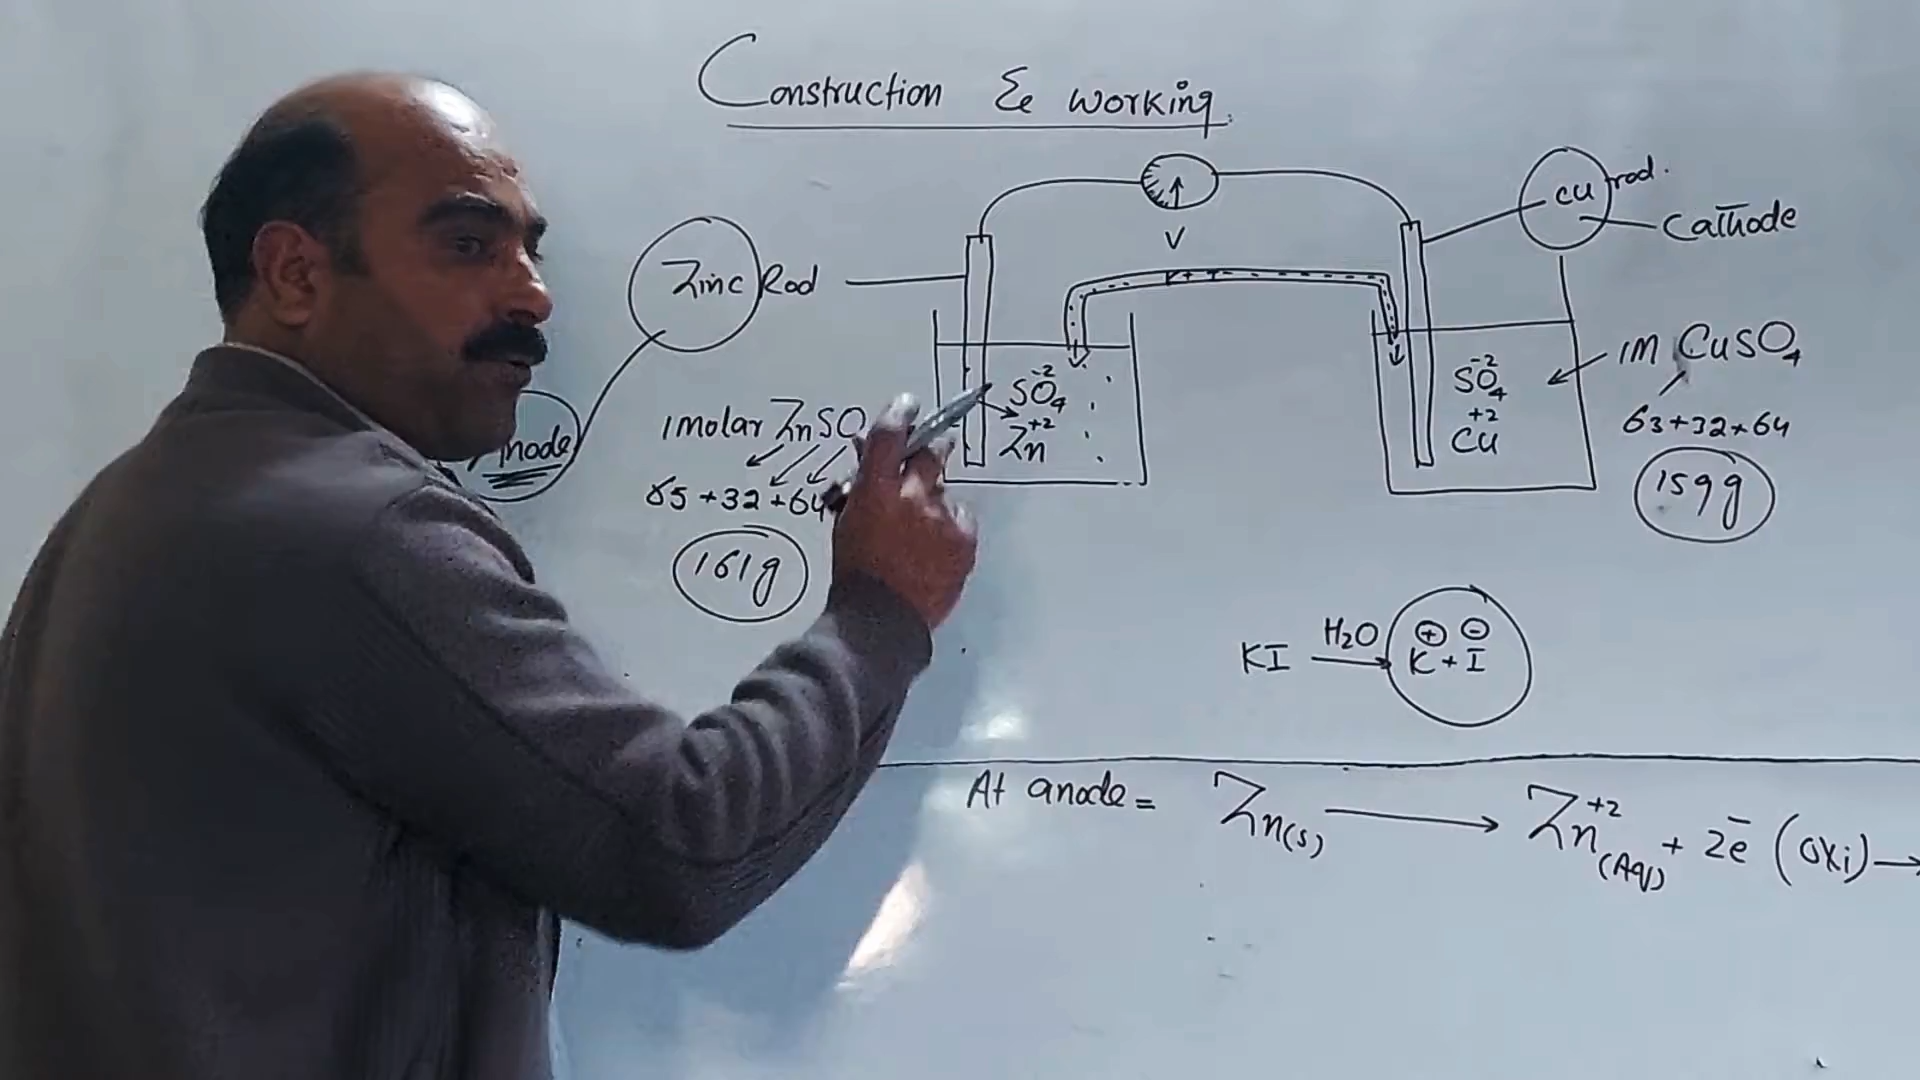 Construction & working.
V
Cu rod.
Cathode
Zinc Rod
K+ I-
Anode
1molar ZnSO
65 + 32 + 64
161g
SO4-2
Zn+2
SO4-2
Cu+2
1M CuSO4
63+32+64
159g
KI H2O → K+ + I-
At anode = Zn(s) → Zn+2(Aq) + 2e- (oxi) →